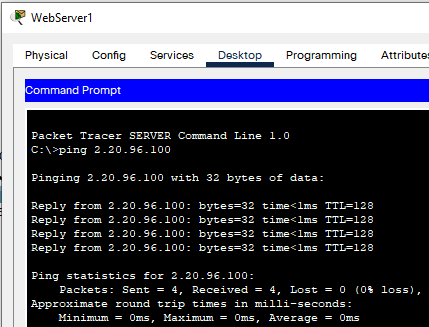 WebServer1
Physical Config Services Desktop Programming Attributes
Command Prompt
Packet Tracer SERVER Command Line 1.0
C:\>ping 2.20.96.100
Pinging 2.20.96.100 with 32 bytes of data:
Reply from 2.20.96.100: bytes=32 time<1ms TTL=128
Reply from 2.20.96.100: bytes=32 time<1ms TTL=128
Reply from 2.20.96.100: bytes=32 time<1ms TTL=128
Reply from 2.20.96.100: bytes=32 time<1ms TTL=128
Ping statistics for 2.20.96.100:
Packets: Sent = 4, Received = 4, Lost = 0 (0% loss),
Approximate round trip times in milli-seconds:
Minimum = 0ms, Maximum = 0ms, Average = 0ms